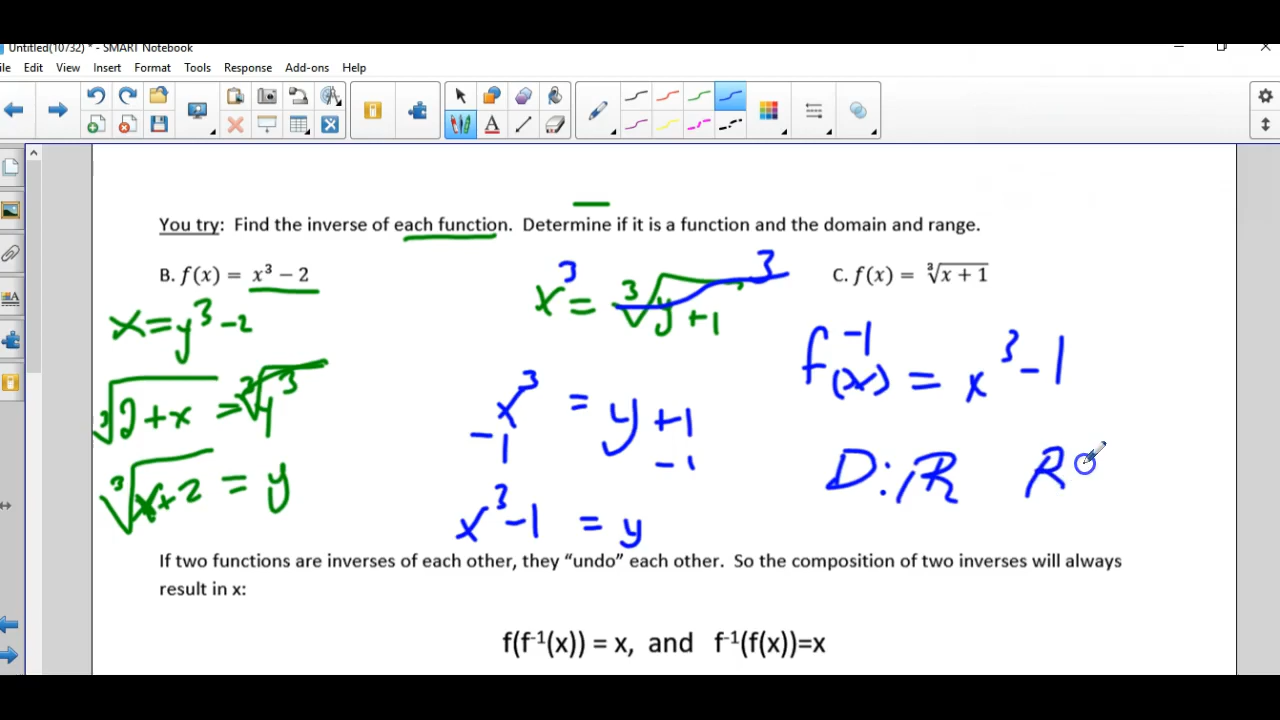 Untitled(10/32) * - SMART Notebook
ile Edit View Insert Format Tools Response Add-ons Help
You try: Find the inverse of each function. Determine if it is a function and the domain and range.
B. f(x) = x³ − 2
x = y³ -2
∛(2 + x) = ∛y³
∛(x + 2) = y
x³ = ∛(y + 1)³
x³ = y + 1
-1 -1
x³ - 1 = y
C. f(x) = ∛(x + 1)
f⁻¹(x) = x³ - 1
D: ℝ R
If two functions are inverses of each other, they “undo” each other. So the composition of two inverses will always
result in x:
f(f⁻¹(x)) = x, and f⁻¹(f(x))=x